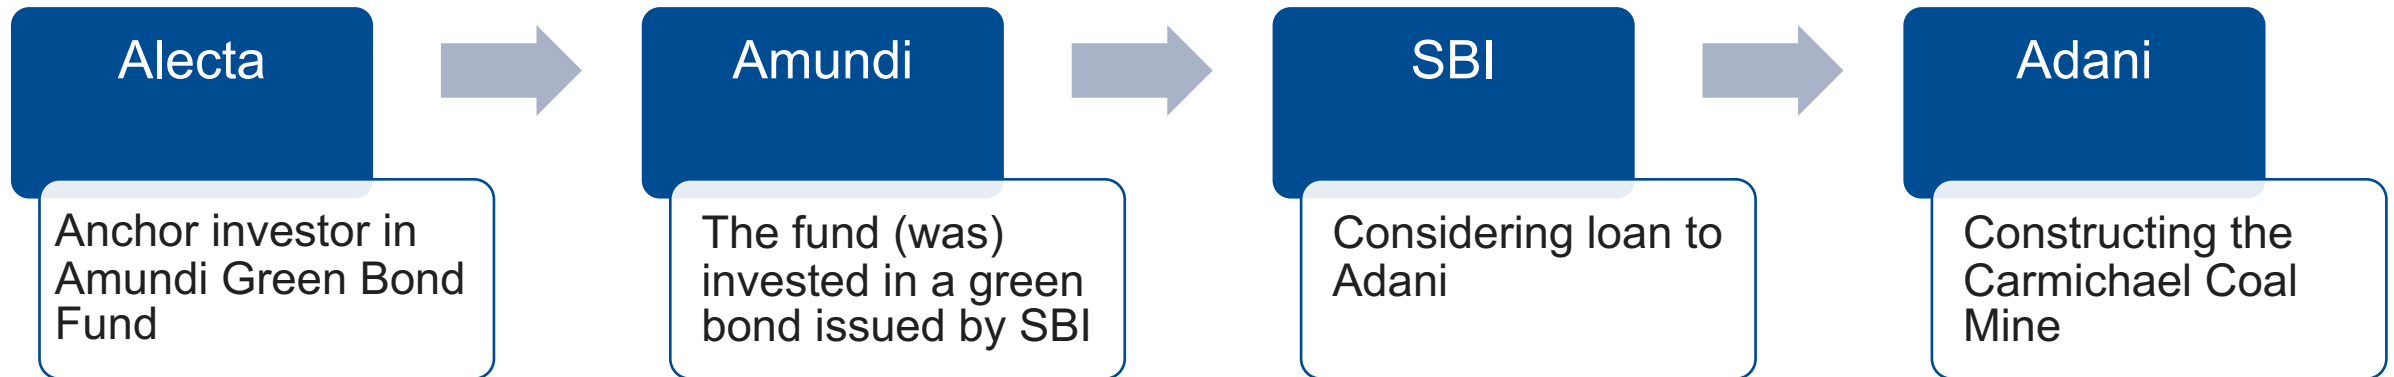 Alecta
Anchor investor in
Amundi Green Bond
Fund
Amundi
The fund (was)
invested in a green
bond issued by SBI
SBI
Considering loan to
Adani
Adani
Constructing the
Carmichael Coal
Mine